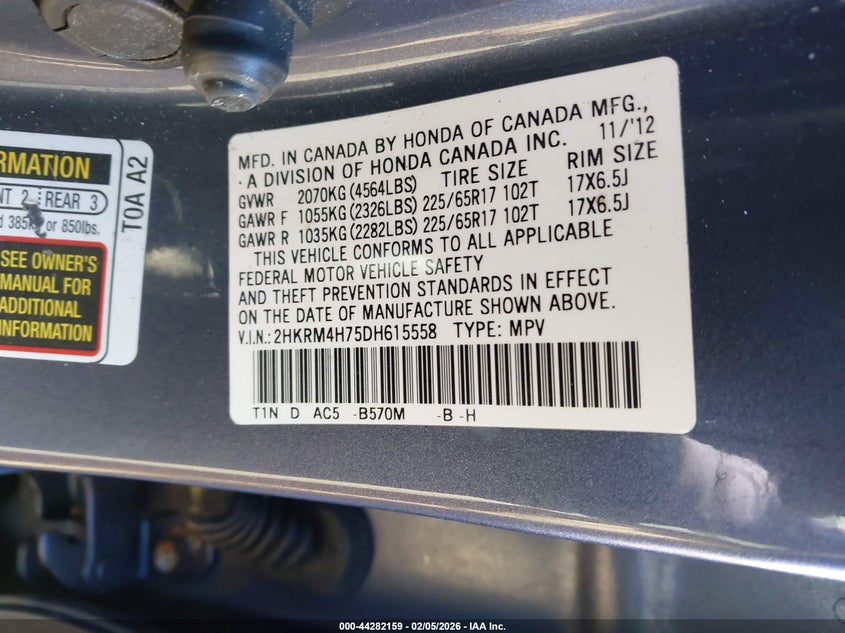 RMATION
NT 2 REAR 3
385 or 850lbs.
SEE OWNER'S
MANUAL FOR
ADDITIONAL
INFORMATION
T0A A2
MFD. IN CANADA BY HONDA OF CANADA MFG.,
A DIVISION OF HONDA CANADA INC. 11/'12
TIRE SIZE RIM SIZE
GVWR 2070KG(4564LBS)
GAWR F 1055KG(2326LBS) 225/65R17 102T 17X6.5J
GAWR R 1035KG(2282LBS) 225/65R17 102T 17X6.5J
THIS VEHICLE CONFORMS TO ALL APPLICABLE
FEDERAL MOTOR VEHICLE SAFETY
AND THEFT PREVENTION STANDARDS IN EFFECT
ON THE DATE OF MANUFACTURE SHOWN ABOVE.
V.I.N.: 2HKRM4H75DH615558 TYPE: MPV
T1N D AC5 -B570M -B -H
000-44282159 — 02/05/2026 — IAA Inc.